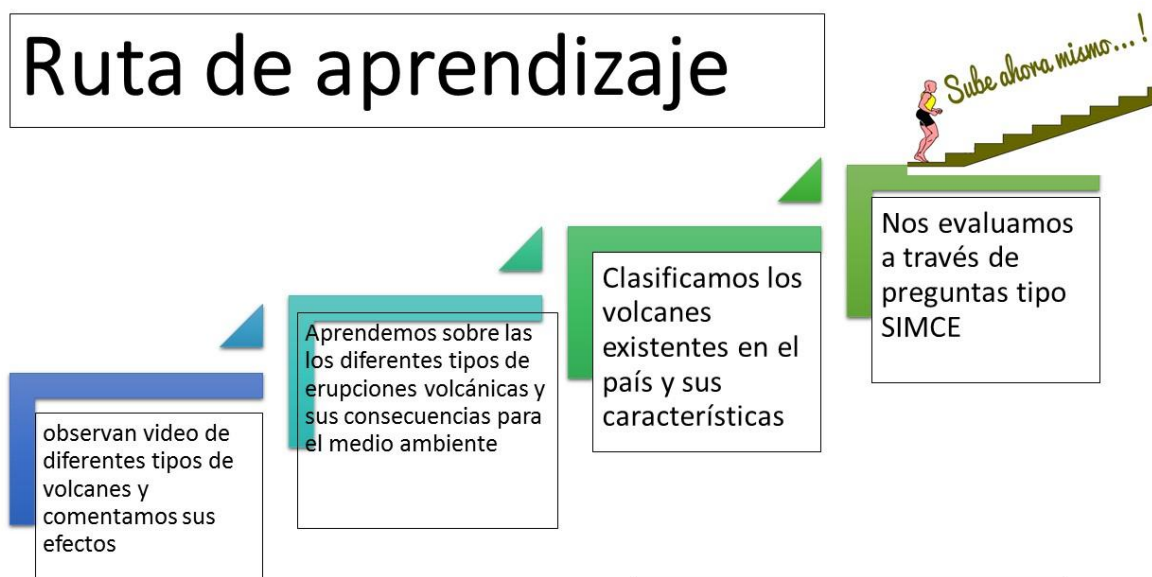 Ruta de aprendizaje
Sube ahora mismo...!
observan video de
diferentes tipos de
volcanes y
comentamos sus
efectos
Aprendemos sobre las
los diferentes tipos de
erupciones volcánicas y
sus consecuencias para
el medio ambiente
Clasificamos los
volcanes
existentes en el
país y sus
características
Nos evaluamos
a través de
preguntas tipo
SIMCE